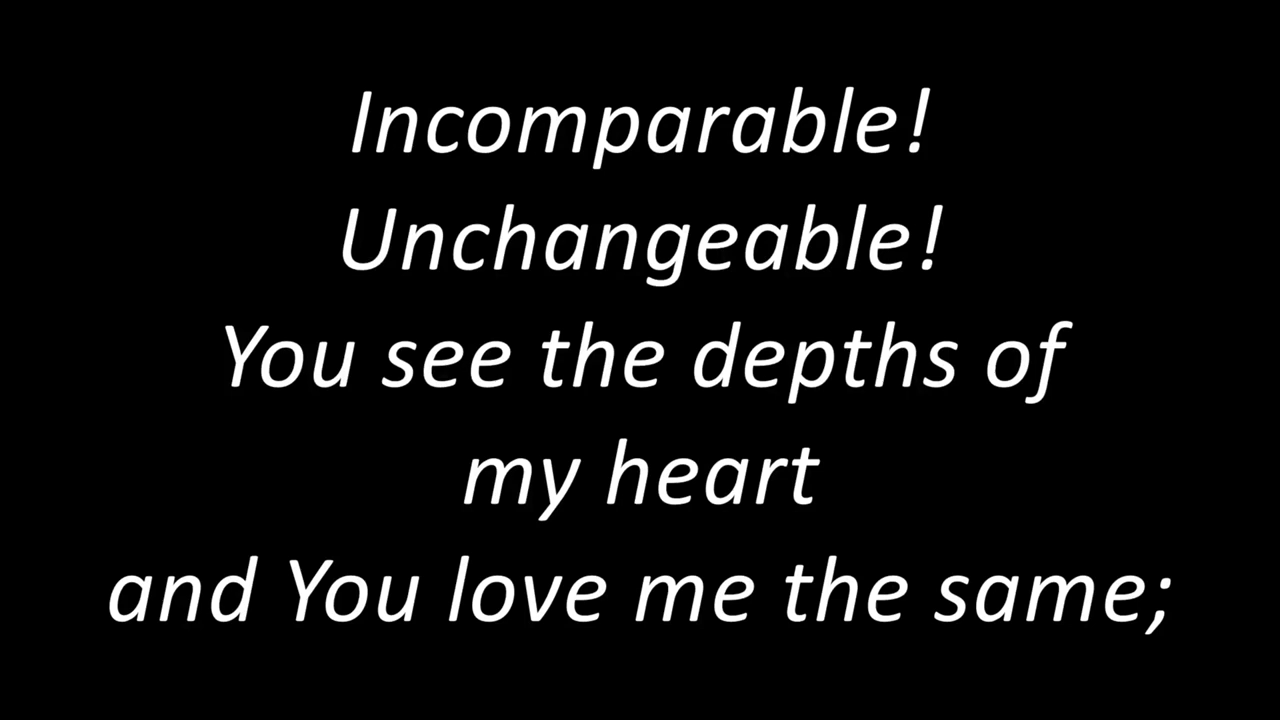 Incomparable!
Unchangeable!
You see the depths of
my heart
and You love me the same;